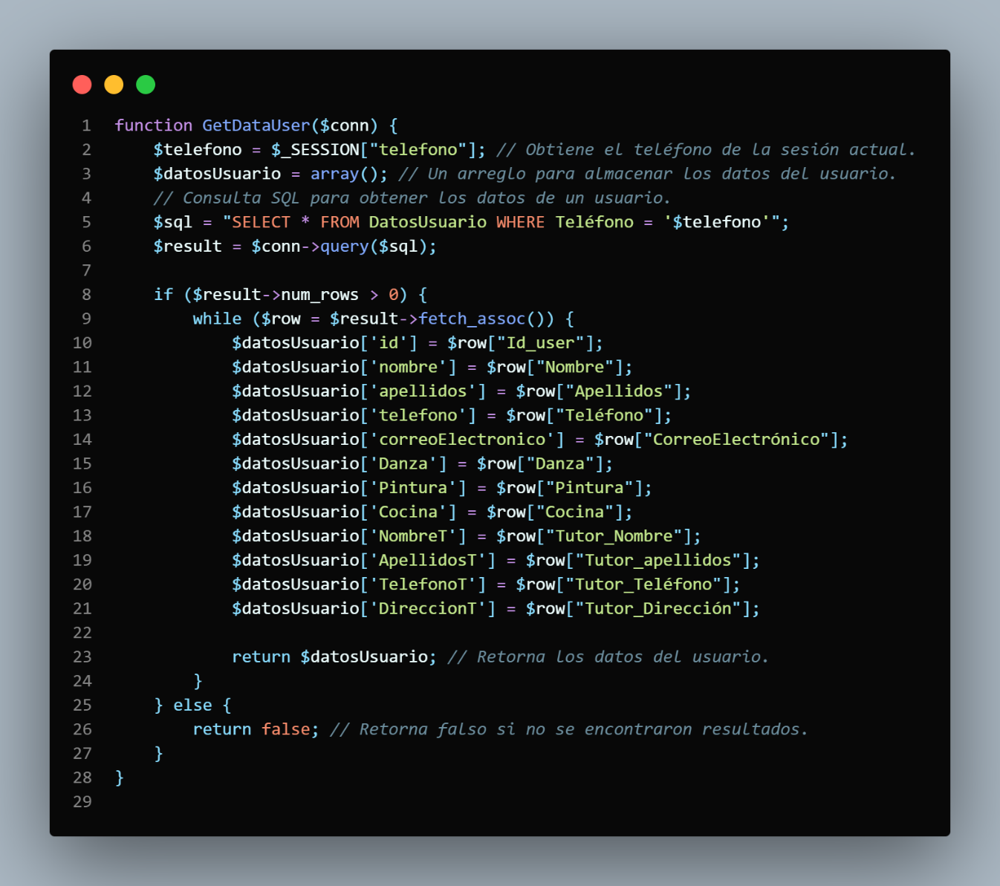 1 function GetDataUser($conn) {
2     $telefono = $_SESSION["telefono"]; // Obtiene el teléfono de la sesión actual.
3     $datosUsuario = array(); // Un arreglo para almacenar los datos del usuario.
4     // Consulta SQL para obtener los datos de un usuario.
5     $sql = "SELECT * FROM DatosUsuario WHERE Teléfono = '$telefono'";
6     $result = $conn->query($sql);
7
8     if ($result->num_rows > 0) {
9         while ($row = $result->fetch_assoc()) {
10             $datosUsuario['id'] = $row["Id_user"];
11             $datosUsuario['nombre'] = $row["Nombre"];
12             $datosUsuario['apellidos'] = $row["Apellidos"];
13             $datosUsuario['telefono'] = $row["Teléfono"];
14             $datosUsuario['correoElectronico'] = $row["CorreoElectrónico"];
15             $datosUsuario['Danza'] = $row["Danza"];
16             $datosUsuario['Pintura'] = $row["Pintura"];
17             $datosUsuario['Cocina'] = $row["Cocina"];
18             $datosUsuario['NombreT'] = $row["Tutor_Nombre"];
19             $datosUsuario['ApellidosT'] = $row["Tutor_apellidos"];
20             $datosUsuario['TelefonoT'] = $row["Tutor_Teléfono"];
21             $datosUsuario['DireccionT'] = $row["Tutor_Dirección"];
22
23             return $datosUsuario; // Retorna los datos del usuario.
24         }
25     } else {
26         return false; // Retorna falso si no se encontraron resultados.
27     }
28 }
29